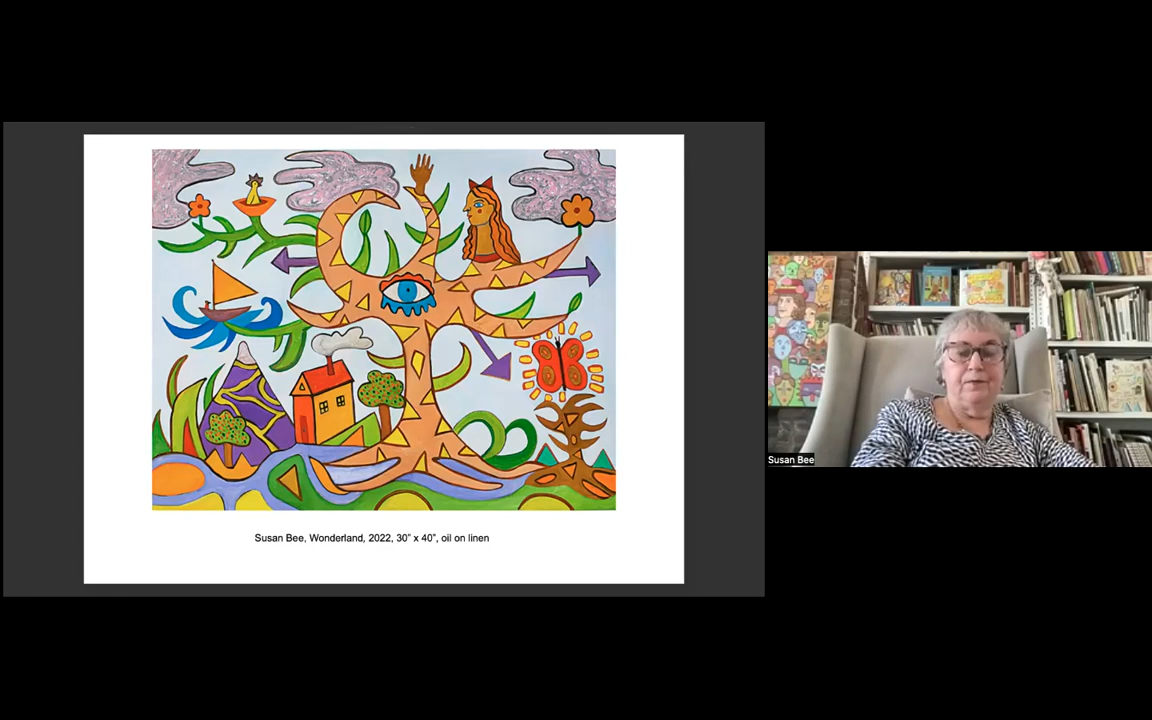 Susan Bee, Wonderland, 2022, 30" x 40", oil on linen
Susan Bee